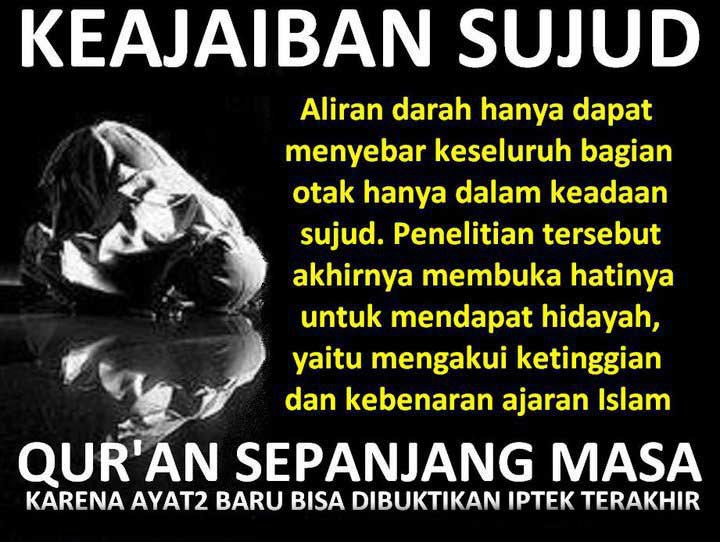 KEAJAIBAN SUJUD
Aliran darah hanya dapat
menyebar keseluruh bagian
otak hanya dalam keadaan
sujud. Penelitian tersebut
akhirnya membuka hatinya
untuk mendapat hidayah,
yaitu mengakui ketinggian
dan kebenaran ajaran Islam
QUR'AN SEPANJANG MASA
KARENA AYAT2 BARU BISA DIBUKTIKAN IPTEK TERAKHIR